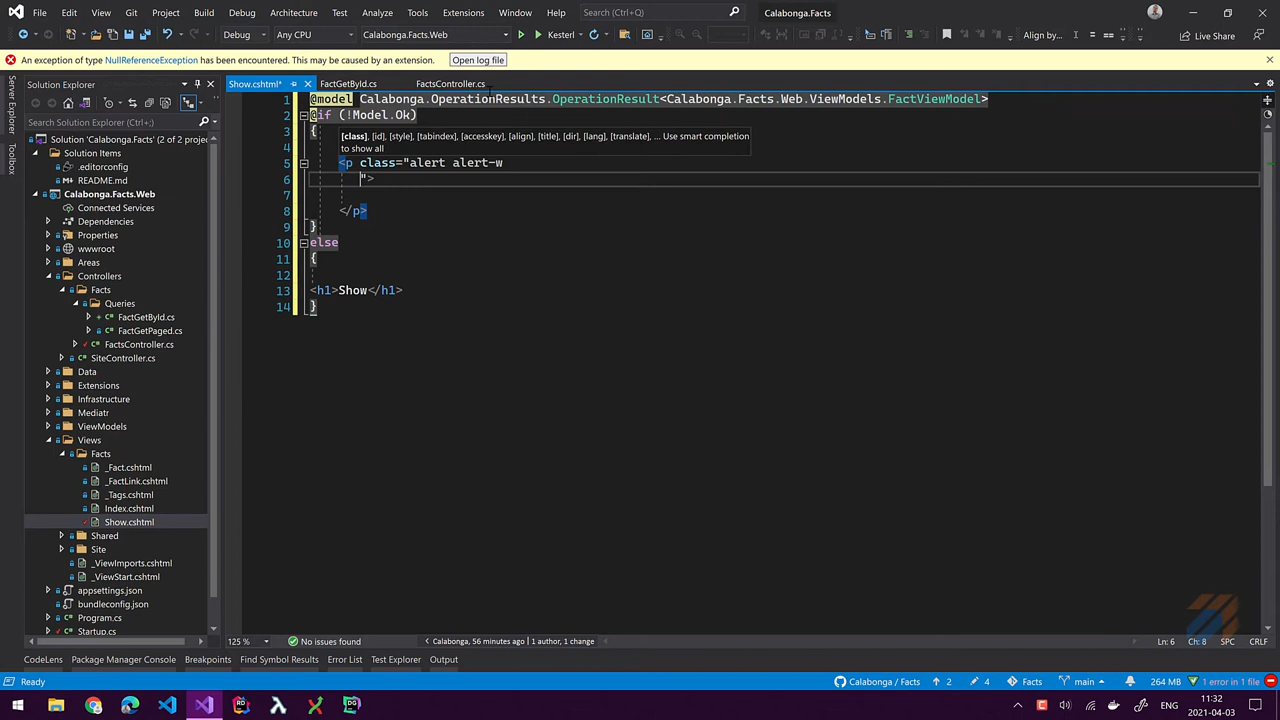 File Edit View Git Project Build Debug Architecture Test Analyze Tools Extensions Window Help Search (Ctrl+Q) Calabonga.Facts
Debug Any CPU Calabonga.Facts.Web Kestrel Align by... Live Share
An exception of type NullReferenceException has been encountered. This may be caused by an extension. Open log file
Server Explorer
Toolbox
Solution Explorer
Search Solution Explorer (Ctrl+;)
Solution 'Calabonga.Facts' (2 of 2 projec
Solution Items
.editorconfig
README.md
Calabonga.Facts.Web
Connected Services
Dependencies
Properties
wwwroot
Areas
Controllers
Facts
Queries
FactGetById.cs
FactGetPaged.cs
FactsController.cs
SiteController.cs
Data
Extensions
Infrastructure
Mediatr
ViewModels
Views
Facts
_Fact.cshtml
_FactLink.cshtml
_Tags.cshtml
Index.cshtml
Show.cshtml
Shared
Site
_ViewImports.cshtml
_ViewStart.cshtml
appsettings.json
bundleconfig.json
Program.cs
Startup.cs
Show.cshtml* FactGetById.cs FactsController.cs
1 @model Calabonga.OperationResults.OperationResult<Calabonga.Facts.Web.ViewModels.FactViewModel>
2 @if (!Model.Ok)
3 {
[class], [id], [style], [tabindex], [accesskey], [align], [title], [dir], [lang], [translate], ... Use smart completion
to show all
4
5 <p class="alert alert-w
6 ">
7
8 </p>
9 }
10 else
11 {
12
13 <h1>Show</h1>
14 }
125 % No issues found Calabonga, 56 minutes ago | 1 author, 1 change Ln: 6 Ch: 8 SPC CRLF
CodeLens Package Manager Console Breakpoints Find Symbol Results Error List Test Explorer Output
Ready Calabonga / Facts 2 4 Facts main 264 MB 1 error in 1 file
ENG 11:32
2021-04-03